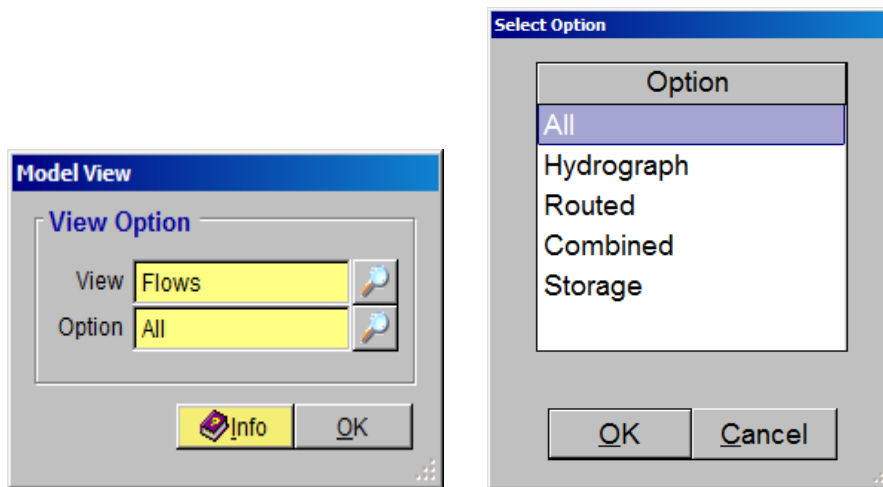 Model View
View Option
View Flows
Option All
Info OK
Select Option
Option
All
Hydrograph
Routed
Combined
Storage
OK Cancel